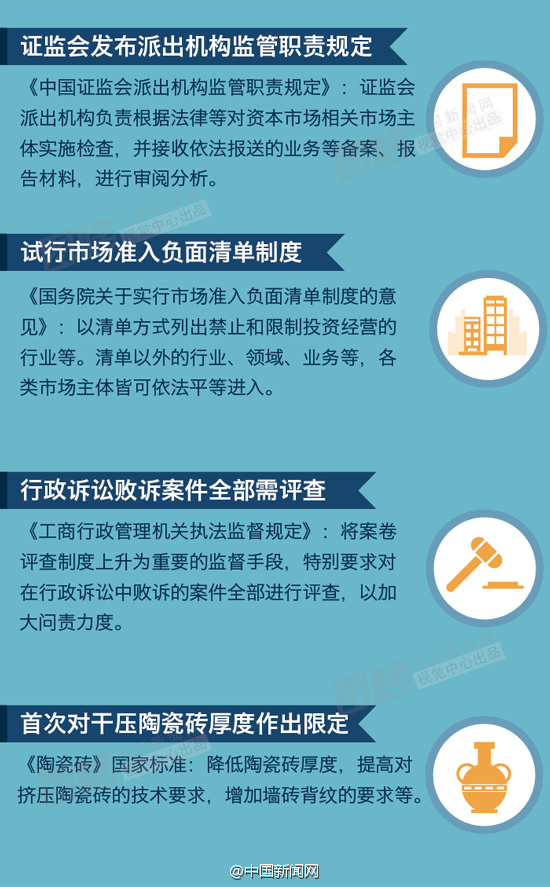 证监会发布派出机构监管职责规定
《中国证监会派出机构监管职责规定》：证监会
派出机构负责根据法律等对资本市场相关市场主
体实施检查，并接收依法报送的业务等备案、报
告材料，进行审阅分析。
试行市场准入负面清单制度
《国务院关于实行市场准入负面清单制度的意
见》：以清单方式列出禁止和限制投资经营的
行业等。清单以外的行业、领域、业务等，各
类市场主体皆可依法平等进入。
行政诉讼败诉案件全部需评查
《工商行政管理机关执法监督规定》：将案卷
评查制度上升为重要的监督手段，特别要求对
在行政诉讼中败诉的案件全部进行评查，以加
大问责力度。
视觉中心出品
首次对干压陶瓷砖厚度作出限定
《陶瓷砖》国家标准：降低陶瓷砖厚度，提高对
挤压陶瓷砖的技术要求，增加墙砖背纹的要求等。
@中国新闻网